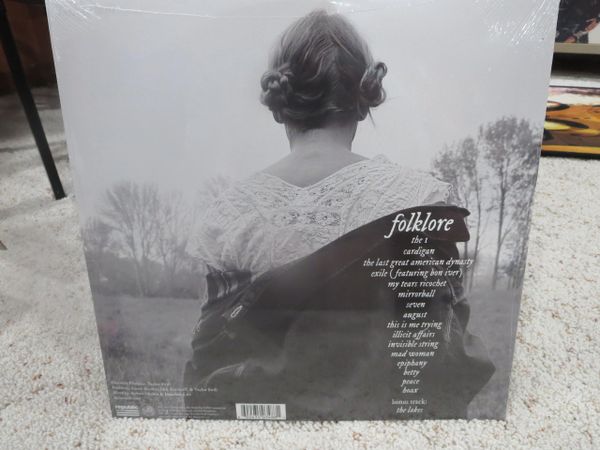 folklore
the 1
cardigan
the last great american dynasty
exile (featuring bon iver)
my tears ricochet
mirrorball
seven
august
this is me trying
illicit affairs
invisible string
mad woman
epiphany
betty
peace
hoax
bonus track:
the lakes
republic